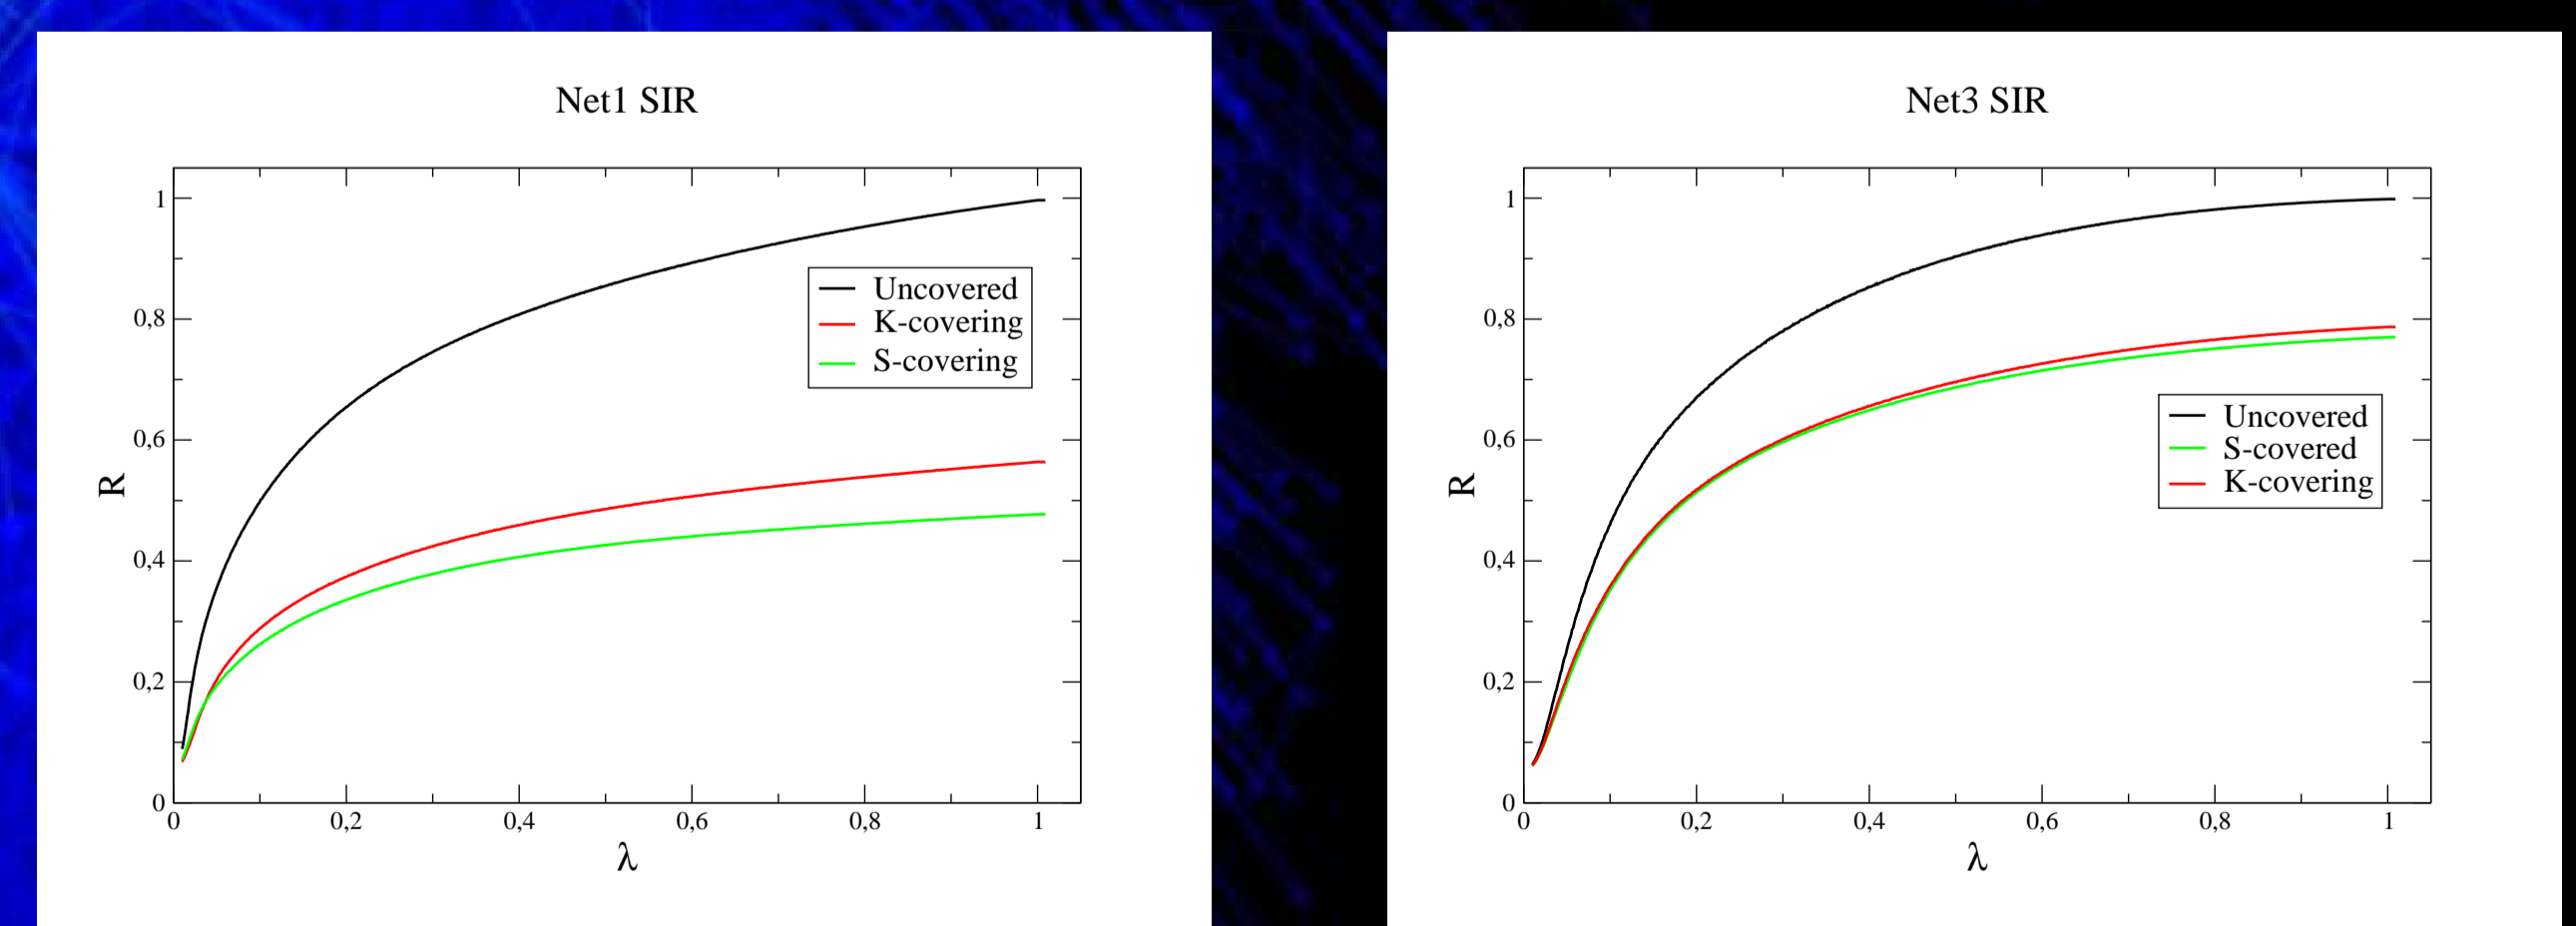 Net1 SIR
1
0,8
0,6
0,4
0,2
0
R
0
0,2
0,4
0,6
0,8
1
λ
Uncovered
K-covering
S-covering
Net3 SIR
1
0,8
0,6
0,4
0,2
0
R
0
0,2
0,4
0,6
0,8
1
λ
Uncovered
S-covered
K-covering